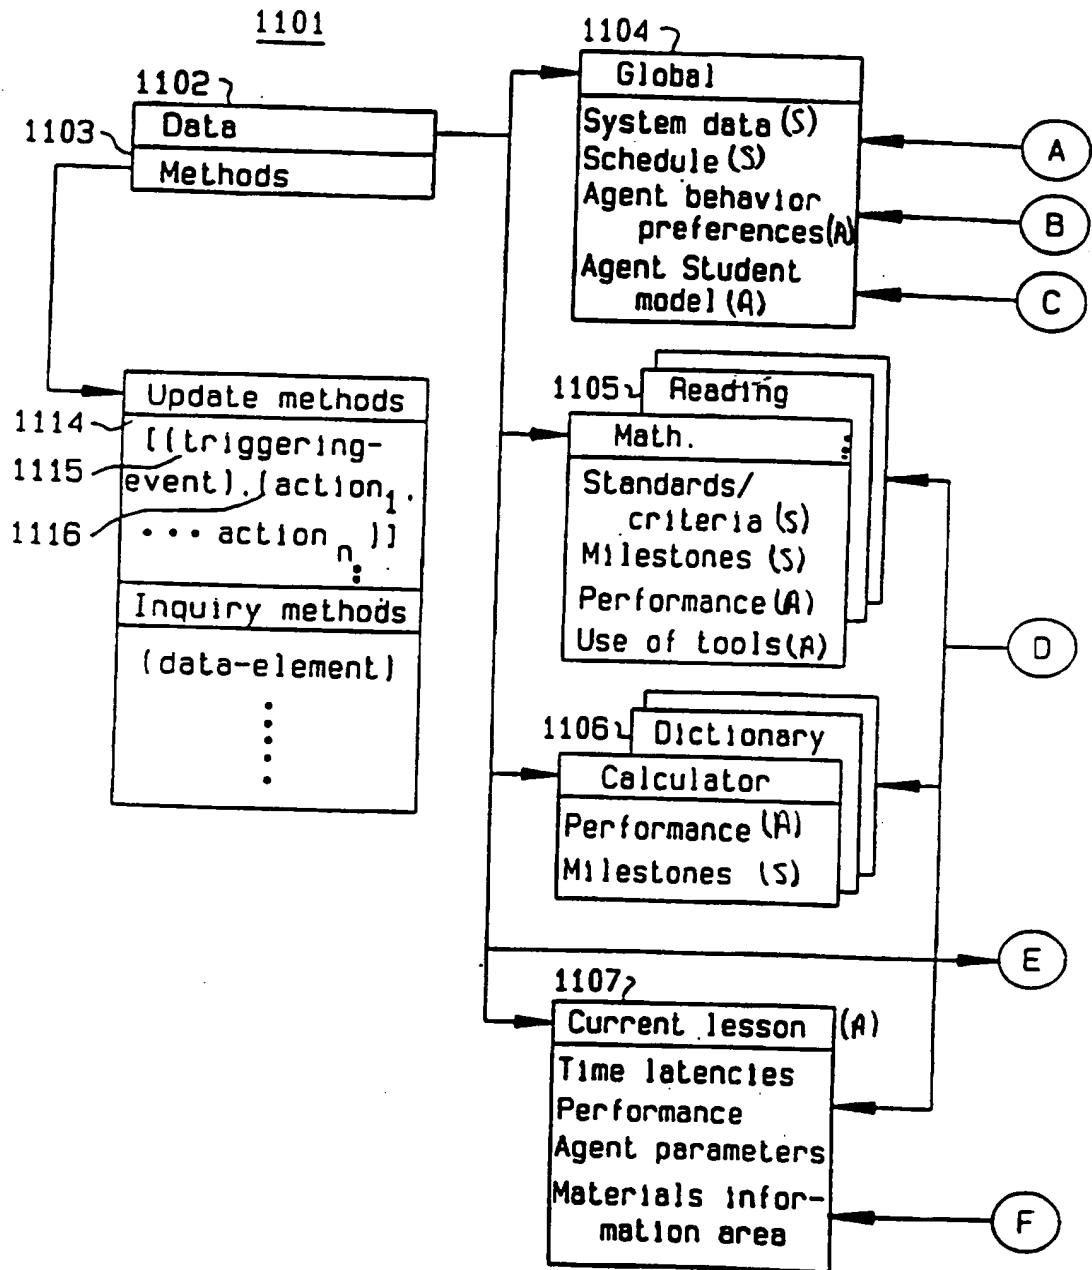 1101
1102
Data
1103
Methods
Update methods
1114
[(triggering-
1115
event), (action1,
1116
... action n )]
Inquiry methods
(data-element)
1104
Global
System data (S)
Schedule (S)
Agent behavior
preferences (A)
Agent Student
model (A)
A
B
C
1105
Reading
Math.
Standards/
criteria (S)
Milestones (S)
Performance (A)
Use of tools (A)
D
1106
Dictionary
Calculator
Performance (A)
Milestones (S)
E
1107
Current lesson (A)
Time latencies
Performance
Agent parameters
Materials infor-
mation area
F